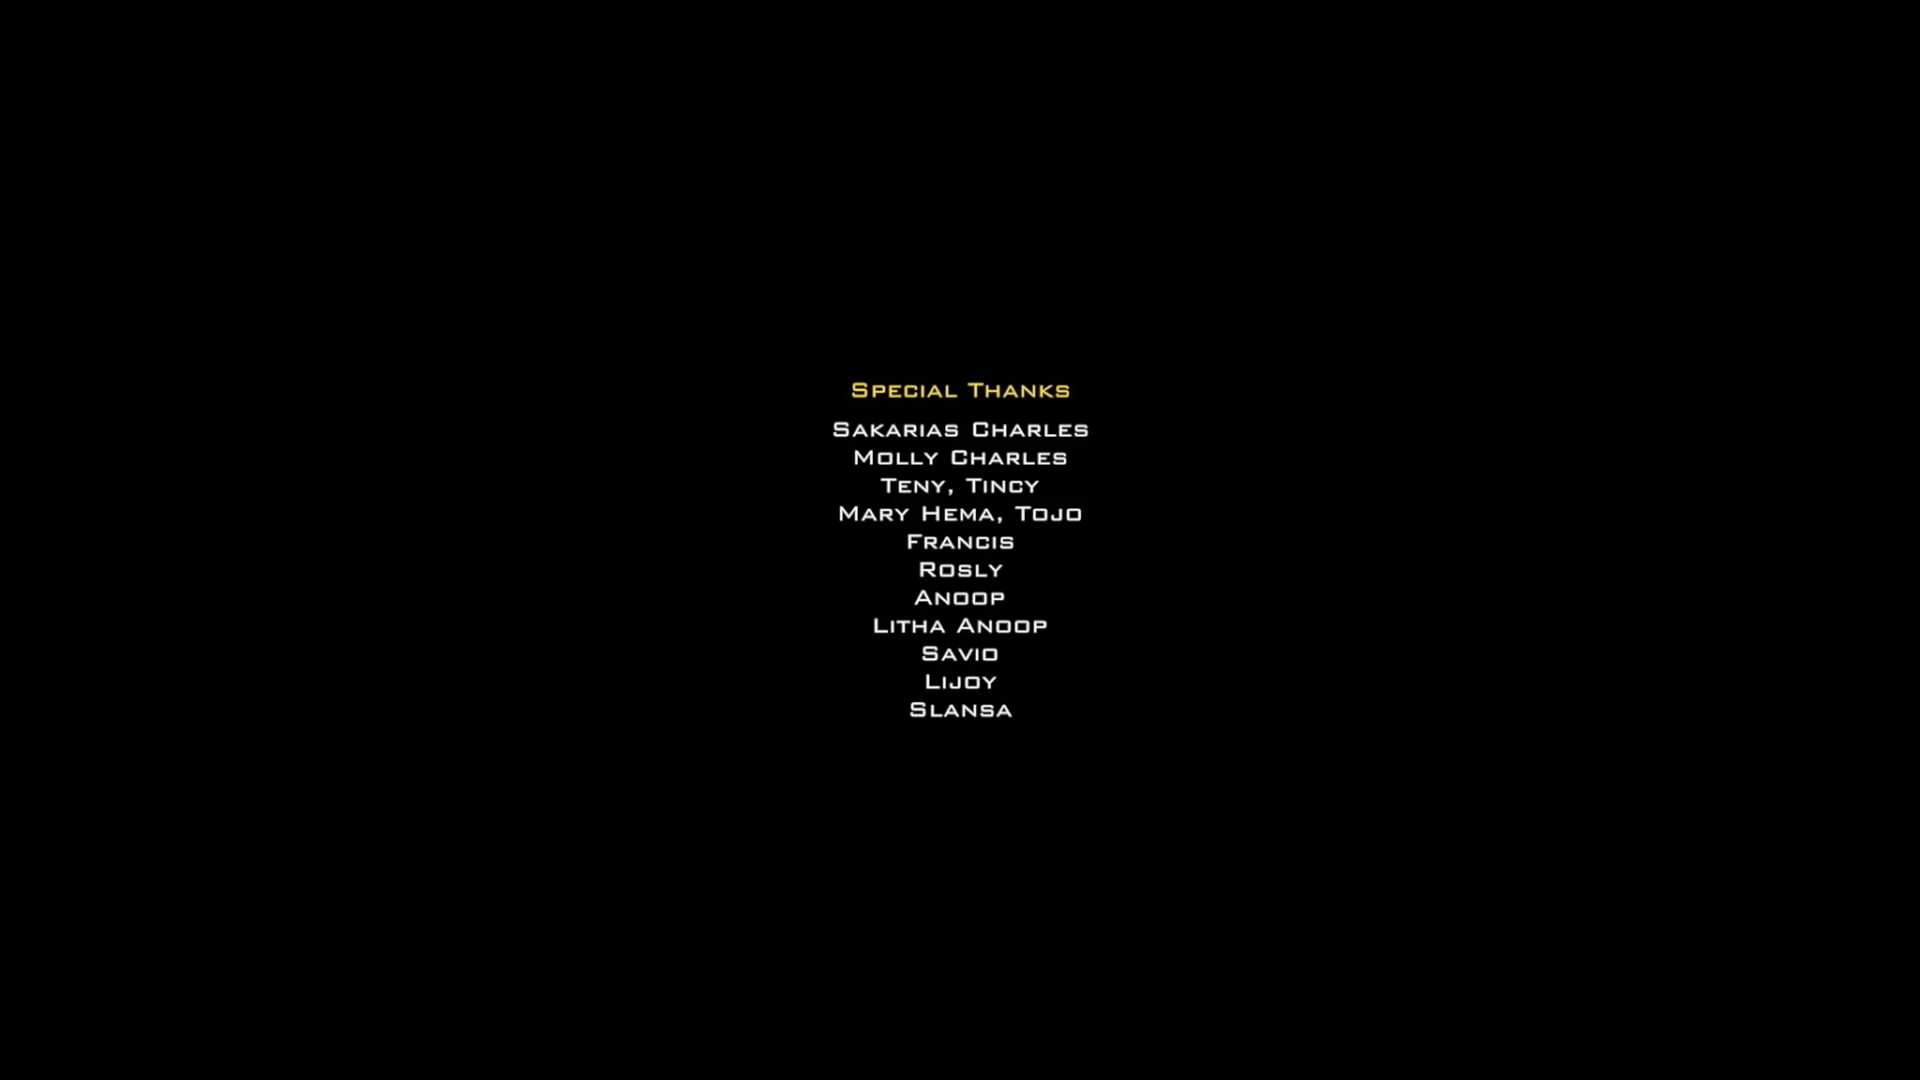 Special Thanks
Sakarias Charles
Molly Charles
Teny, Tincy
Mary Hema, Tojo
Francis
Rosly
Anoop
Litha Anoop
Savio
Lijoy
Slansa